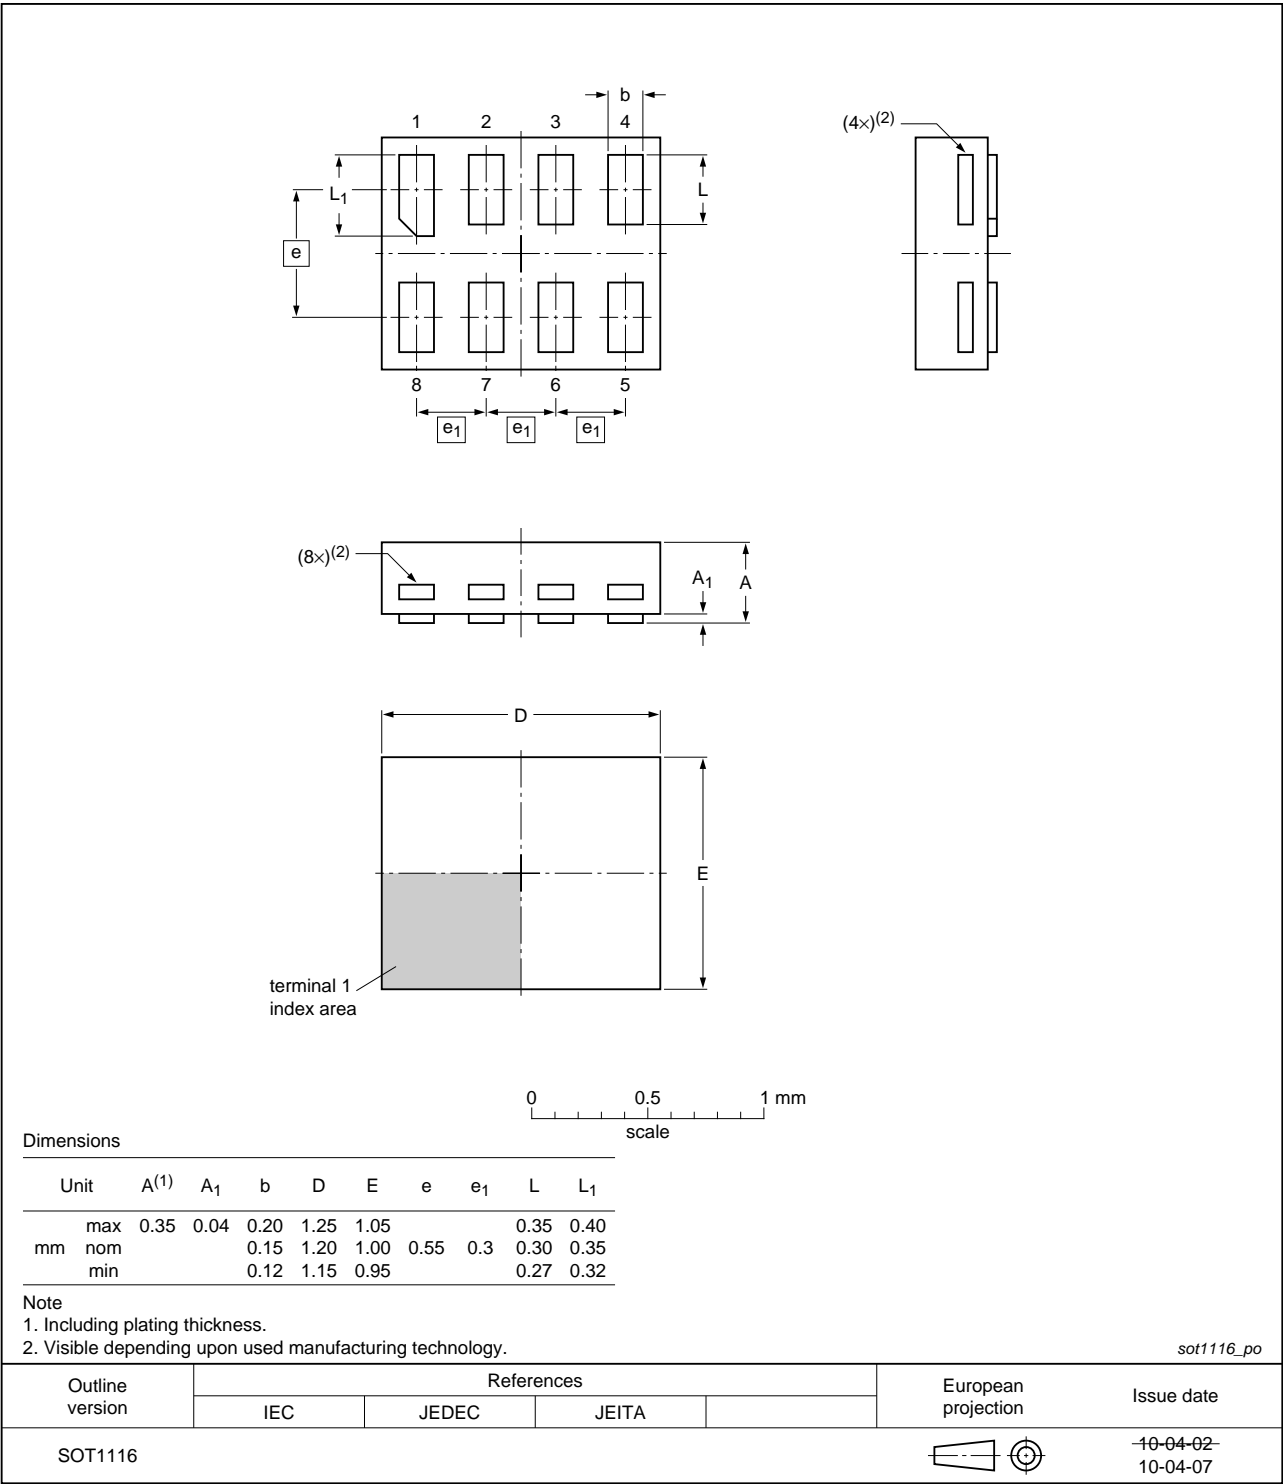 b
1 2 3 4
(4×)(2)
L1
L
e
8 7 6 5
e1 e1 e1
(8×)(2)
A1 A
D
E
terminal 1
index area
0 0.5 1 mm
scale
Dimensions
Unit A(1) A1 b D E e e1 L L1
max 0.35 0.04 0.20 1.25 1.05 0.35 0.40
mm nom 0.15 1.20 1.00 0.55 0.3 0.30 0.35
min 0.12 1.15 0.95 0.27 0.32
Note
1. Including plating thickness.
2. Visible depending upon used manufacturing technology.
sot1116_po
Outline version References European projection Issue date
IEC JEDEC JEITA
SOT1116
10-04-02
10-04-07